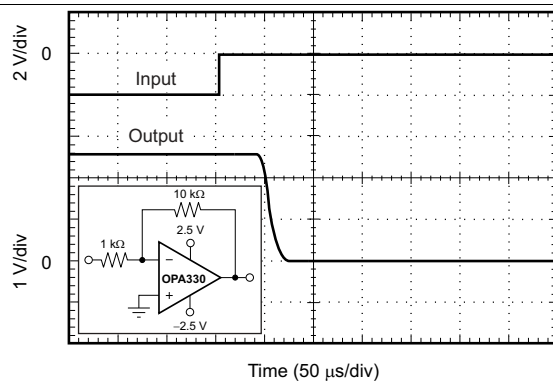 2 V/div
0
Input
Output
10 kΩ
2.5 V
1 kΩ
−
OPA330
+
−2.5 V
1 V/div
0
Time (50 μs/div)